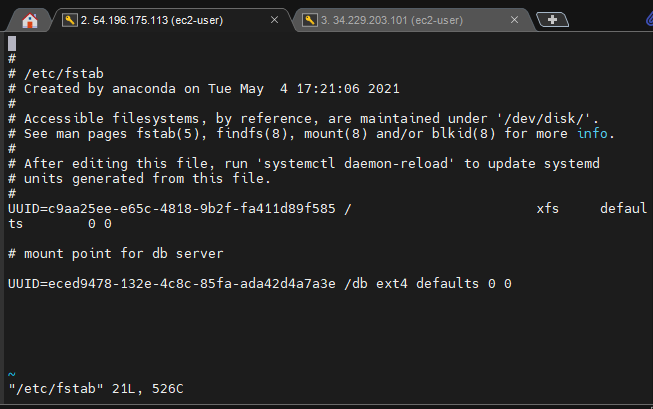 2. 54.196.175.113 (ec2-user)
3. 34.229.203.101 (ec2-user)
#
# /etc/fstab
# Created by anaconda on Tue May  4 17:21:06 2021
#
# Accessible filesystems, by reference, are maintained under '/dev/disk/'.
# See man pages fstab(5), findfs(8), mount(8) and/or blkid(8) for more info.
#
# After editing this file, run 'systemctl daemon-reload' to update systemd
# units generated from this file.
#
UUID=c9aa25ee-e65c-4818-9b2f-fa411d89f585 /                       xfs     defaul
ts        0 0
# mount point for db server
UUID=eced9478-132e-4c8c-85fa-ada42d4a7a3e /db ext4 defaults 0 0
~
"/etc/fstab" 21L, 526C